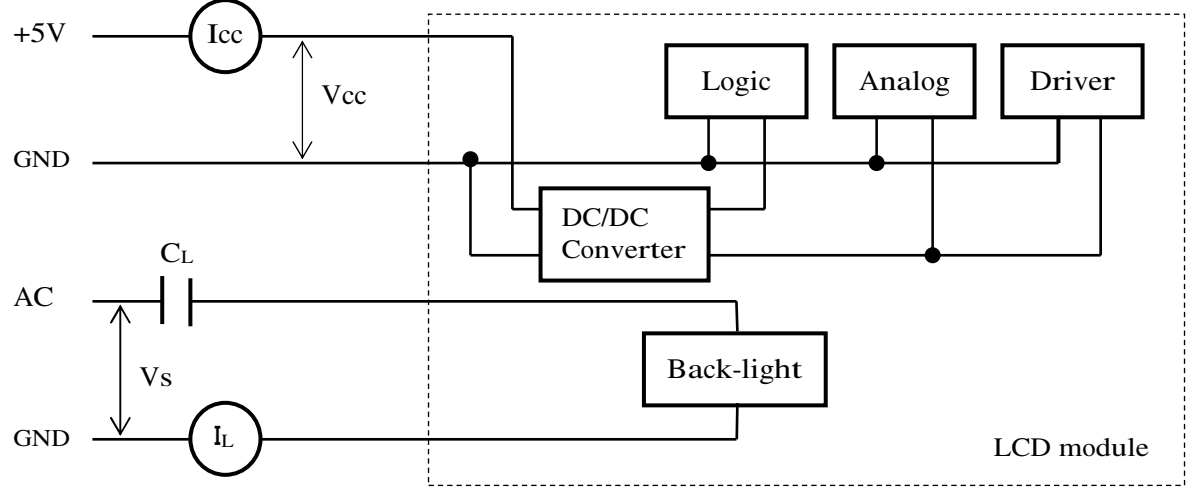 +5V
Icc
Vcc
GND
Logic
Analog
Driver
DC/DC
Converter
CL
AC
Vs
Back-light
GND
IL
LCD module